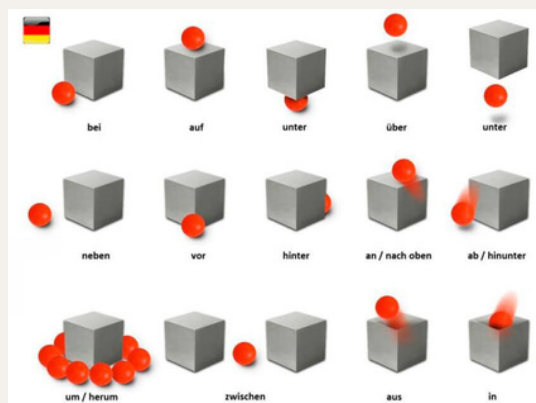 bei auf unter über unter
neben vor hinter an / nach oben ab / hinunter
um / herum zwischen aus in